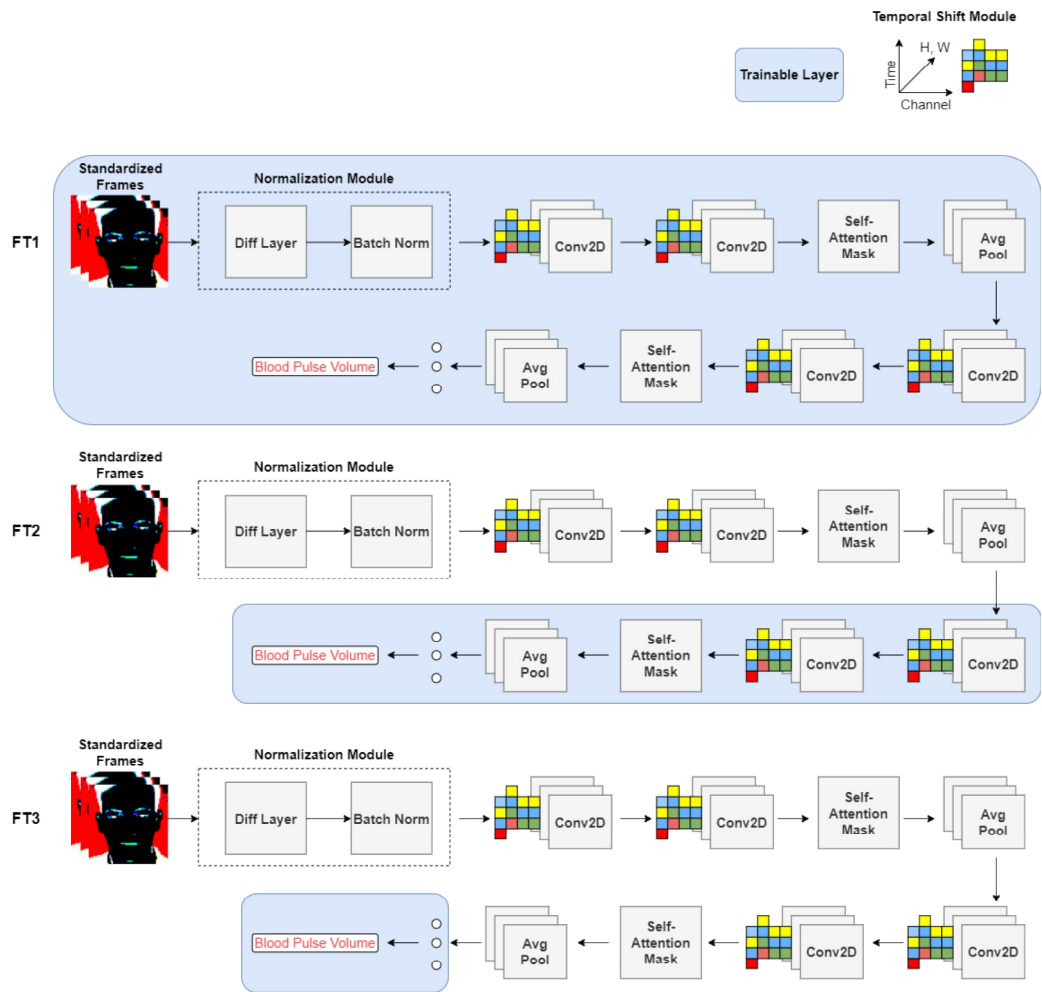 Temporal Shift Module
Trainable Layer
Time
H, W
Channel
FT1
Standardized
Frames
Normalization Module
Diff Layer
Batch Norm
Conv2D
Conv2D
Self-
Attention
Mask
Avg
Pool
Blood Pulse Volume
Avg
Pool
Self-
Attention
Mask
Conv2D
Conv2D
FT2
Standardized
Frames
Normalization Module
Diff Layer
Batch Norm
Conv2D
Conv2D
Self-
Attention
Mask
Avg
Pool
Blood Pulse Volume
Avg
Pool
Self-
Attention
Mask
Conv2D
Conv2D
FT3
Standardized
Frames
Normalization Module
Diff Layer
Batch Norm
Conv2D
Conv2D
Self-
Attention
Mask
Avg
Pool
Blood Pulse Volume
Avg
Pool
Self-
Attention
Mask
Conv2D
Conv2D